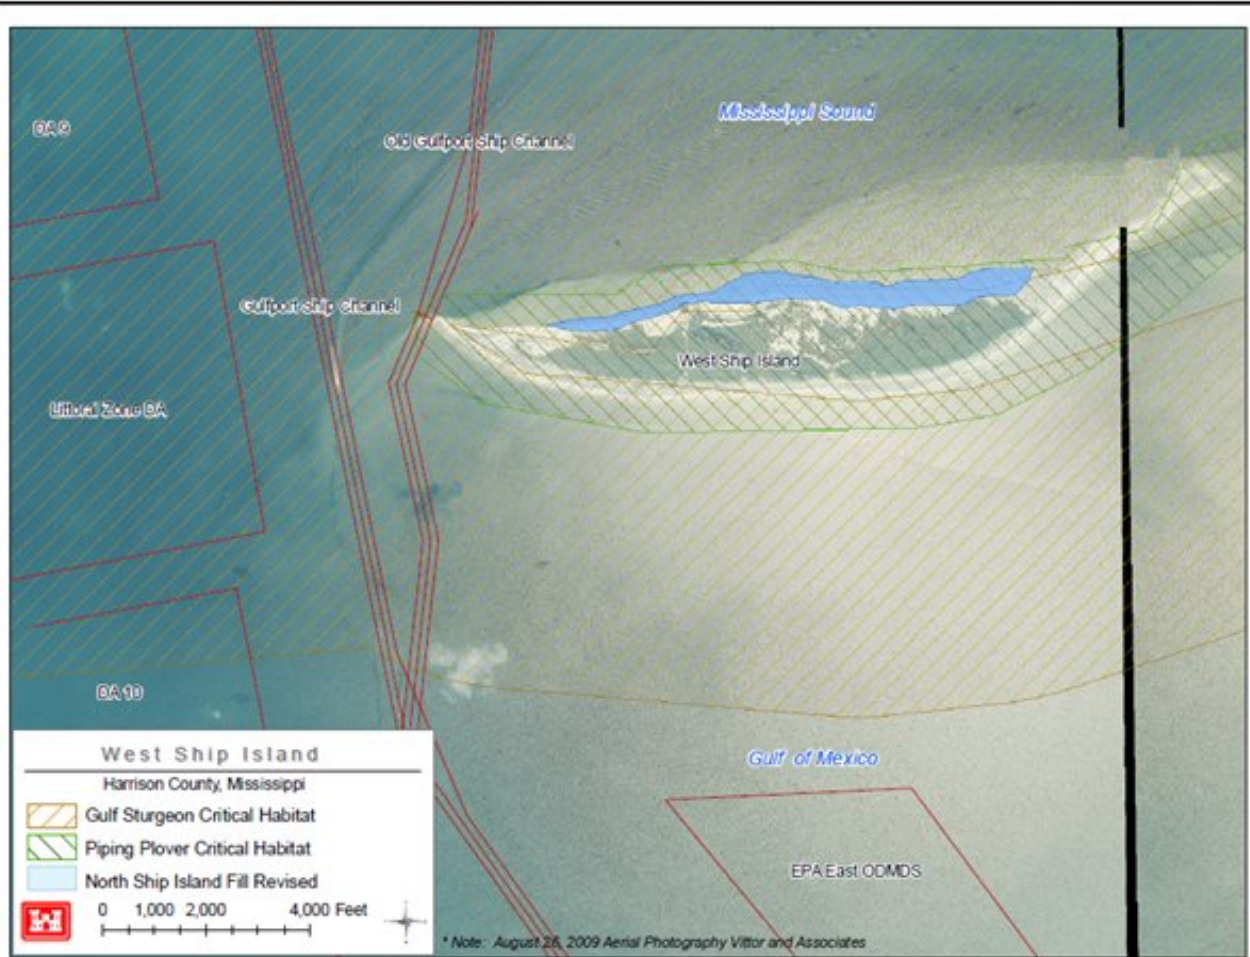 Mississippi Sound
DA 9
Old Gulfport Ship Channel
Gulfport Ship Channel
West Ship Island
Littoral Zone DA
DA 10
Gulf of Mexico
EPA East ODMDS
West Ship Island
Harrison County, Mississippi
Gulf Sturgeon Critical Habitat
Piping Plover Critical Habitat
North Ship Island Fill Revised
0 1,000 2,000 4,000 Feet
* Note: August 26, 2009 Aerial Photography Vittor and Associates